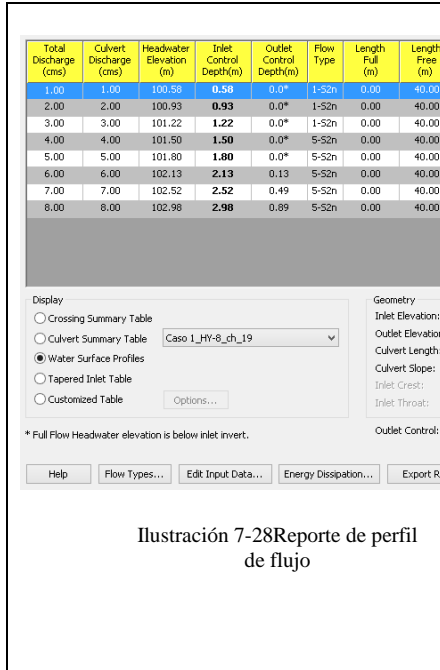 Total Discharge (cms) Culvert Discharge (cms) Headwater Elevation (m) Inlet Control Depth(m) Outlet Control Depth(m) Flow Type Length Full (m) Length Free (m)
1.00 1.00 100.58 0.58 0.0* 1-S2n 0.00 40.00
2.00 2.00 100.93 0.93 0.0* 1-S2n 0.00 40.00
3.00 3.00 101.22 1.22 0.0* 1-S2n 0.00 40.00
4.00 4.00 101.50 1.50 0.0* 5-S2n 0.00 40.00
5.00 5.00 101.80 1.80 0.0* 5-S2n 0.00 40.00
6.00 6.00 102.13 2.13 0.13 5-S2n 0.00 40.00
7.00 7.00 102.52 2.52 0.49 5-S2n 0.00 40.00
8.00 8.00 102.98 2.98 0.89 5-S2n 0.00 40.00
Display
Crossing Summary Table
Culvert Summary Table Caso 1_HY-8_ch_19
Water Surface Profiles
Tapered Inlet Table
Customized Table Options...
Geometry
Inlet Elevation:
Outlet Elevation
Culvert Length:
Culvert Slope:
Inlet Crest:
Inlet Throat:
Outlet Control:
* Full Flow Headwater elevation is below inlet invert.
Help Flow Types... Edit Input Data... Energy Dissipation... Export R
Ilustración 7-28Reporte de perfil
de flujo